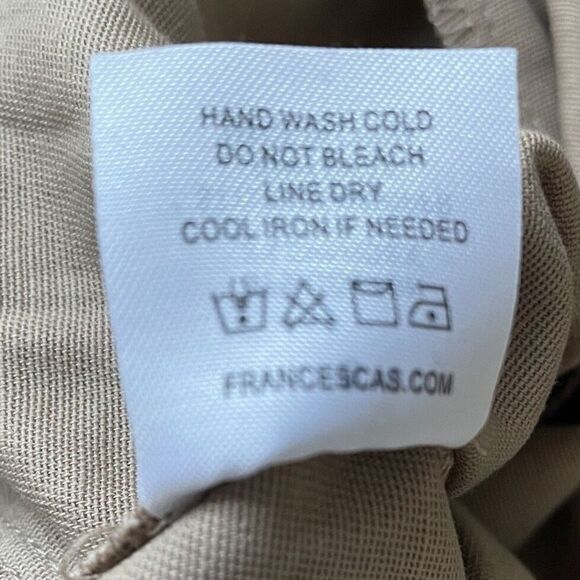 HAND WASH COLD
DO NOT BLEACH
LINE DRY
COOL IRON IF NEEDED
FRANCESCAS.COM